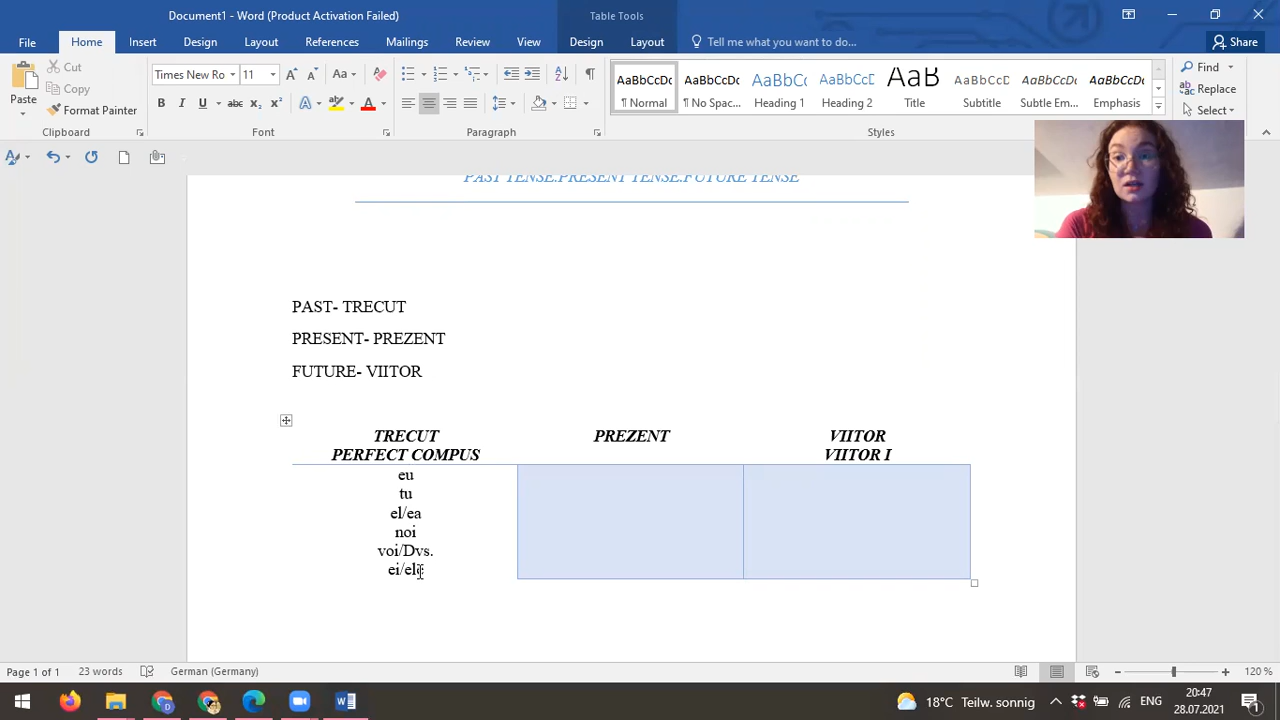 Document1 - Word (Product Activation Failed)
Table Tools
File Home Insert Design Layout References Mailings Review View Design Layout Tell me what you want to do... Share
Paste
Cut
Copy
Format Painter
Times New Ro 11
AaBbCcDc AaBbCcDc AaBbCc AaBbCcE AaB AaBbCcD AaBbCcDc AaBbCcDc
¶ Normal ¶ No Spac... Heading Heading 2 Title Subtitle Subtle Em... Emphasis
Find
Replace
Select
Clipboard Font Paragraph Styles
PAST TENSE.PRESENT TENSE.FUTURE TENSE
PAST- TRECUT
PRESENT- PREZENT
FUTURE- VIITOR
TRECUT PREZENT VIITOR
PERFECT COMPUS VIITOR I
eu
tu
el/ea
noi
voi/Dvs.
ei/ele
Page 1 of 1 23 words German (Germany) 120 %
18°C Teilw. sonnig ENG 20:47
28.07.2021